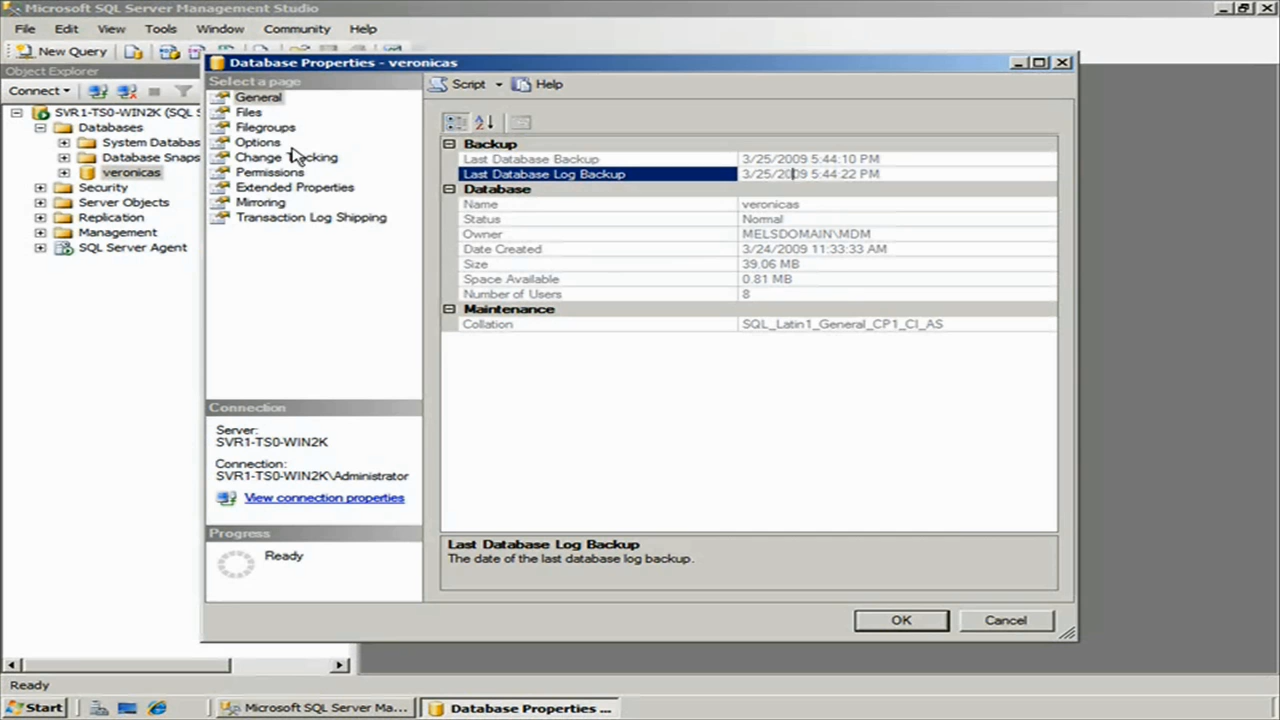 Microsoft SQL Server Management Studio
File Edit View Tools Window Community Help
New Query
Object Explorer
Connect
SVR1-TS0-WIN2K (SQL S
Databases
System Databas
Database Snaps
veronicas
Security
Server Objects
Replication
Management
SQL Server Agent
Database Properties - veronicas
Select a page
General
Files
Filegroups
Options
Change Tracking
Permissions
Extended Properties
Mirroring
Transaction Log Shipping
Connection
Server:
SVR1-TS0-WIN2K
Connection:
SVR1-TS0-WIN2K\Administrator
View connection properties
Progress
Ready
Script Help
Backup
Last Database Backup 3/25/2009 5:44:10 PM
Last Database Log Backup 3/25/2009 5:44:22 PM
Database
Name veronicas
Status Normal
Owner MELSDOMAIN\MDM
Date Created 3/24/2009 11:33:33 AM
Size 39.06 MB
Space Available 0.81 MB
Number of Users 8
Maintenance
Collation SQL_Latin1_General_CP1_CI_AS
Last Database Log Backup
The date of the last database log backup.
OK Cancel
Ready
Start Microsoft SQL Server Ma... Database Properties ...